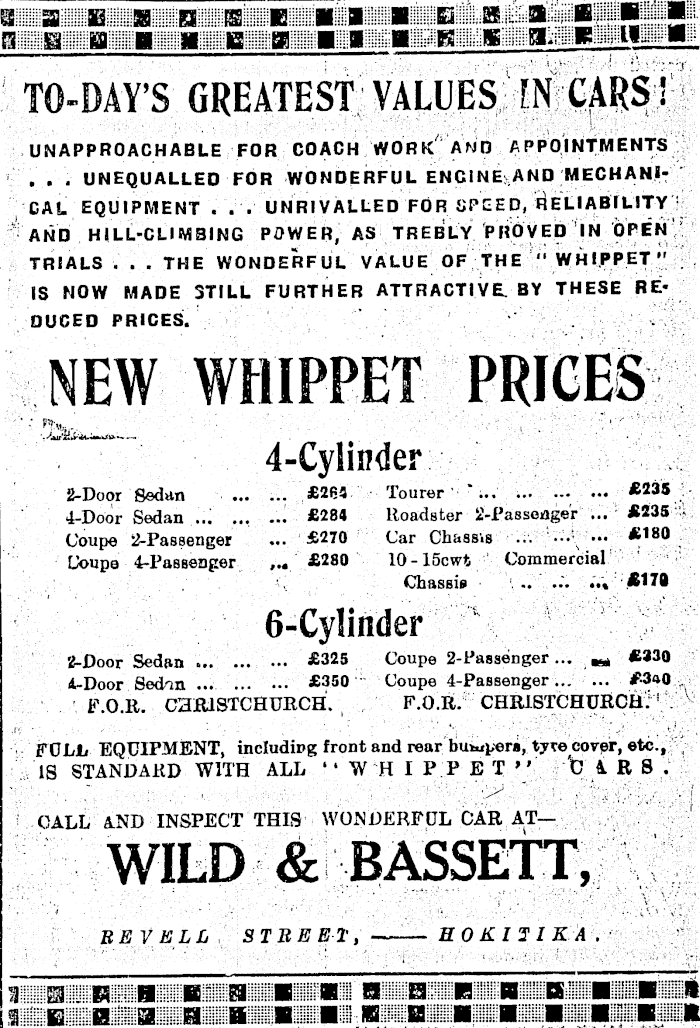 TO-DAY'S GREATEST VALUES IN CARS!
UNAPPROACHABLE FOR COACH WORK AND APPOINTMENTS
. . . UNEQUALLED FOR WONDERFUL ENGINE AND MECHANI-
CAL EQUIPMENT . . . UNRIVALLED FOR SPEED, RELIABILITY
AND HILL-CLIMBING POWER, AS TREBLY PROVED IN OPEN
TRIALS . . . THE WONDERFUL VALUE OF THE "WHIPPET"
IS NOW MADE STILL FURTHER ATTRACTIVE BY THESE RE-
DUCED PRICES.
NEW WHIPPET PRICES
4-Cylinder
2-Door Sedan ... ... £264
4-Door Sedan ... ... ... £284
Coupe 2-Passenger ... £270
Coupe 4-Passenger ... £280
Tourer ... ... ... ... £235
Roadster 2-Passenger ... £235
Car Chassis ... ... ... £180
10-15cwt Commercial
Chassis .. ... ... £170
6-Cylinder
2-Door Sedan ... ... ... £325
4-Door Sedan ... ... ... £350
F.O.R. CHRISTCHURCH.
Coupe 2-Passenger ... ... £330
Coupe 4-Passenger ... ... £340
F.O.R. CHRISTCHURCH.
FULL EQUIPMENT, including front and rear bumpers, tyre cover, etc.,
IS STANDARD WITH ALL "WHIPPET" CARS.
CALL AND INSPECT THIS WONDERFUL CAR AT—
WILD & BASSETT,
REVELL STREET, —— HOKITIKA.